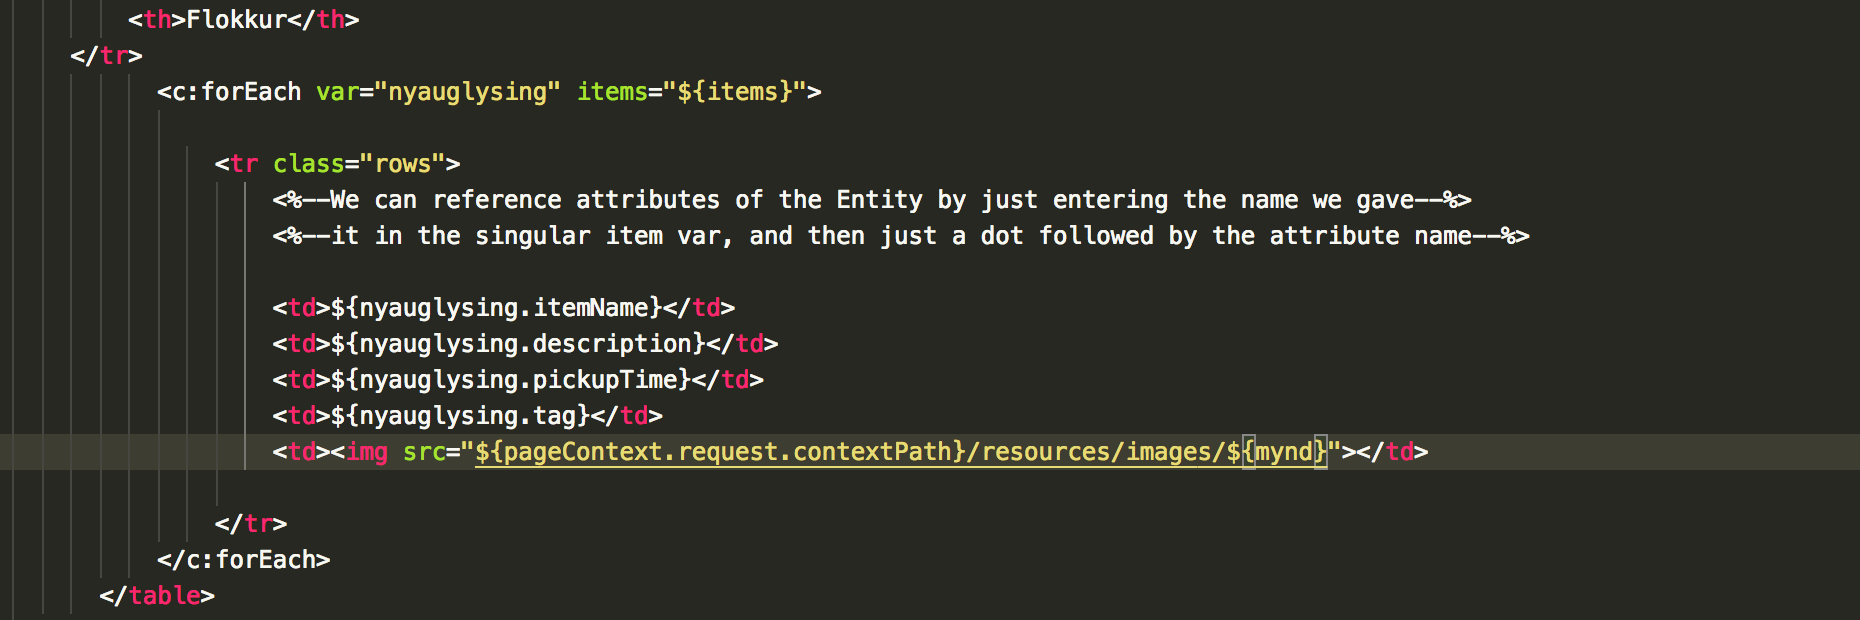 <th>Flokkur</th>
</tr>
<c:forEach var="nyauglysing" items="${items}">
<tr class="rows">
<%--We can reference attributes of the Entity by just entering the name we gave--%>
<%--it in the singular item var, and then just a dot followed by the attribute name--%>
<td>${nyauglysing.itemName}</td>
<td>${nyauglysing.description}</td>
<td>${nyauglysing.pickupTime}</td>
<td>${nyauglysing.tag}</td>
<td><img src="${pageContext.request.contextPath}/resources/images/${mynd}"></td>
</tr>
</c:forEach>
</table>